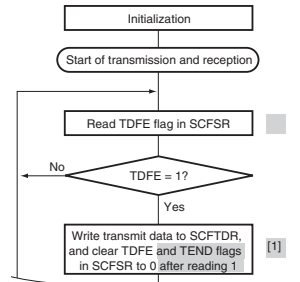 Initialization
Start of transmission and reception
Read TDFE flag in SCFSR
No
TDFE = 1?
Yes
Write transmit data to SCFTDR,
and clear TDFE and TEND flags
in SCFSR to 0 after reading 1
[1]